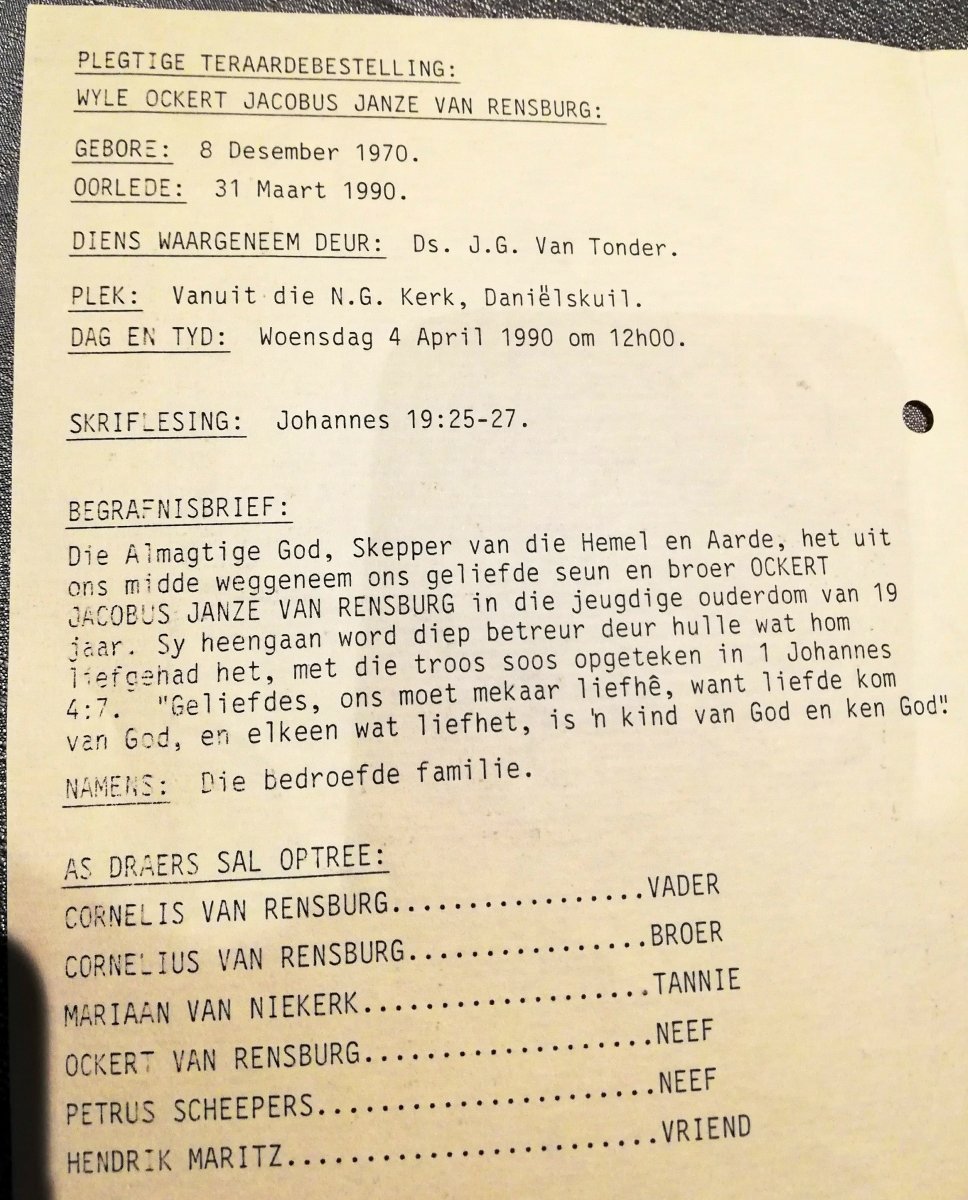 PLEGTIGE TERAARDEBESTELLING:
WYLE OCKERT JACOBUS JANZE VAN RENSBURG:
GEBORE: 8 Desember 1970.
OORLEDE: 31 Maart 1990.
DIENS WAARGENEEM DEUR: Ds. J.G. Van Tonder.
PLEK: Vanuit die N.G. Kerk, Daniëlskuil.
DAG EN TYD: Woensdag 4 April 1990 om 12h00.
SKRIFLESING: Johannes 19:25-27.
BEGRAFNISBRIEF:
Die Almagtige God, Skepper van die Hemel en Aarde, het uit
ons midde weggeneem ons geliefde seun en broer OCKERT
JACOBUS JANZE VAN RENSBURG in die jeugdige ouderdom van 19
jaar. Sy heengaan word diep betreur deur hulle wat hom
liefgehad het, met die troos soos opgeteken in 1 Johannes
4:7. "Geliefdes, ons moet mekaar liefhê, want liefde kom
van God, en elkeen wat liefhet, is 'n kind van God en ken God".
NAMENS: Die bedroefde familie.
AS DRAERS SAL OPTREE:
CORNELIS VAN RENSBURG.................VADER
CORNELIUS VAN RENSBURG................BROER
MARIAAN VAN NIEKERK...................TANNIE
OCKERT VAN RENSBURG...................NEEF
PETRUS SCHEEPERS......................NEEF
HENDRIK MARITZ........................VRIEND